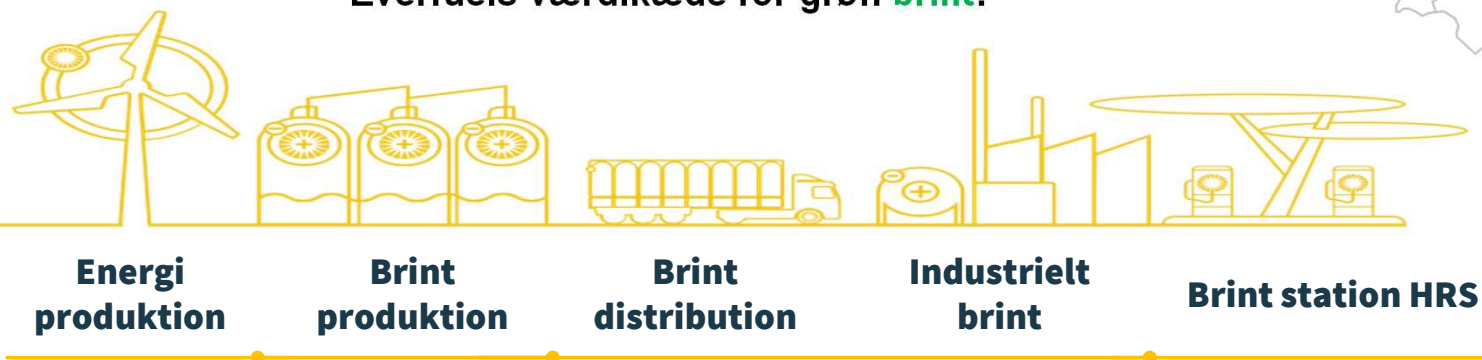 Everfuels værdikæde for grøn brint:
Energi
produktion
Brint
produktion
Brint
distribution
Industrielt
brint
Brint station HRS